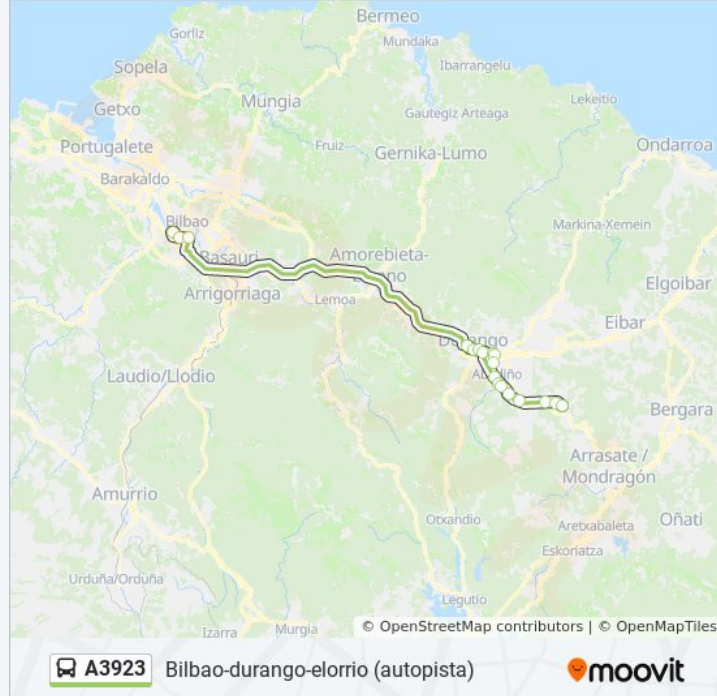 Bermeo
Gorliz
Mundaka
Sopela
Ibarrangelu
Getxo
Mungia
Lekeitio
Gautegiz Arteaga
Portugalete
Fruiz
Gernika-Lumo
Ondarroa
Barakaldo
Bilbao
Markina-Xemein
Basauri
Amorebieta-
Arrigorriaga
Lemoa
Elgoibar
Eibar
Durango
Laudio/Llodio
Bergara
Arrasate /
Mondragón
Amurrio
Otxandio
Oñati
Aretxabaleta
Eskoriatza
Urduña/Orduña
Legutio
Izarra
Murgia
© OpenStreetMap contributors | © OpenMapTiles
A3923
Bilbao-durango-elorrio (autopista)
moovit